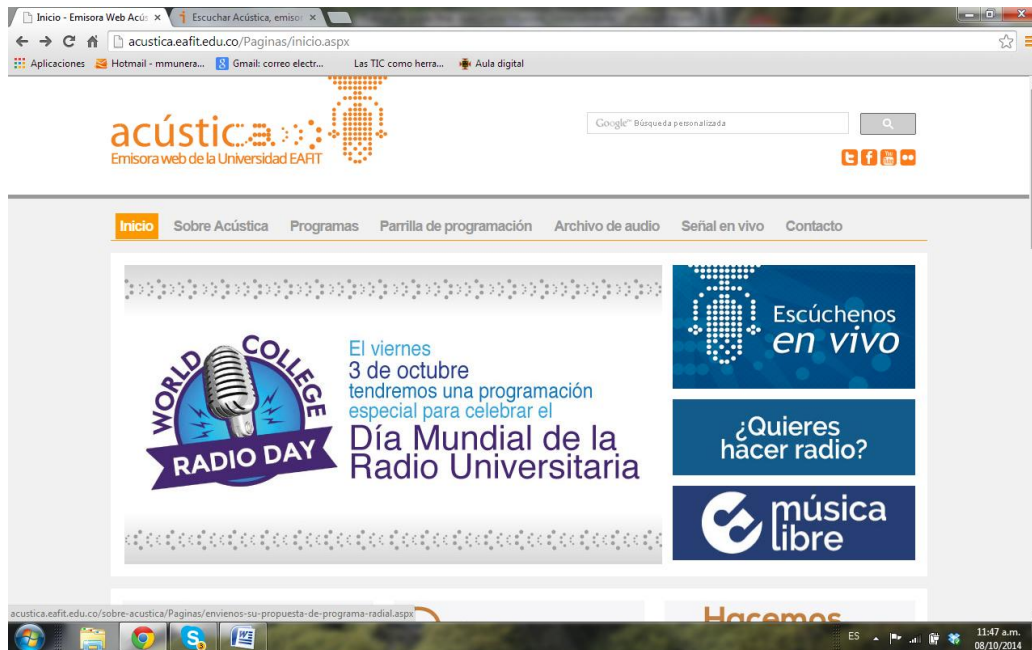 Inicio - Emisora Web Acús
Escuchar Acústica, emisor
acustica.eafit.edu.co/Paginas/inicio.aspx
Aplicaciones Hotmail - mmunera... Gmail: correo electr... Las TIC como herra... Aula digital
acústica
Emisora web de la Universidad EAFIT
Google™ Búsqueda personalizada
Inicio Sobre Acústica Programas Parrilla de programación Archivo de audio Señal en vivo Contacto
WORLD COLLEGE
RADIO DAY
El viernes
3 de octubre
tendremos una programación
especial para celebrar el
Día Mundial de la
Radio Universitaria
Escúchenos
en vivo
¿Quieres
hacer radio?
música
libre
Hacemos
acustica.eafit.edu.co/sobre-acustica/Paginas/envienos-su-propuesta-de-programa-radial.aspx
ES
11:47 a.m.
08/10/2014